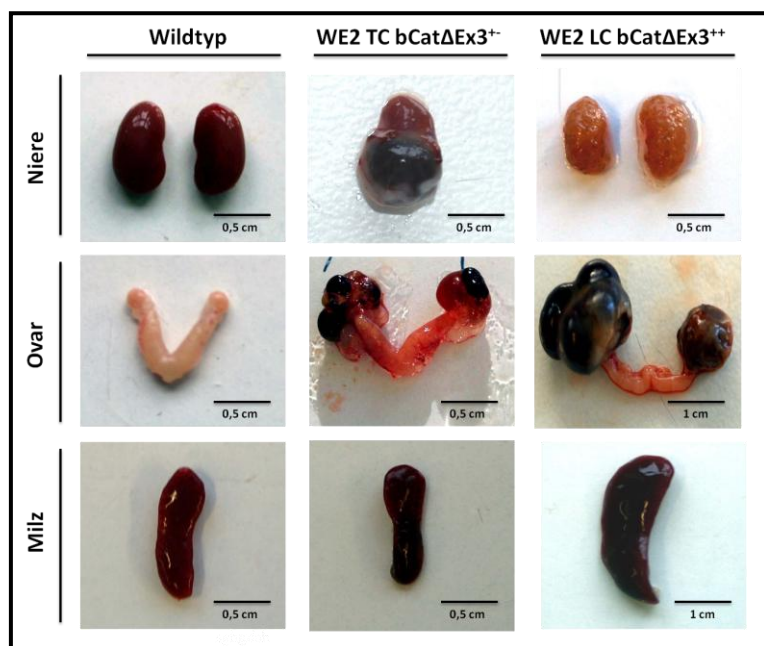 Wildtyp
WE2 TC bCatΔEx3⁺⁻
WE2 LC bCatΔEx3⁺⁺
Niere
0,5 cm
0,5 cm
0,5 cm
Ovar
0,5 cm
0,5 cm
1 cm
Milz
0,5 cm
0,5 cm
1 cm